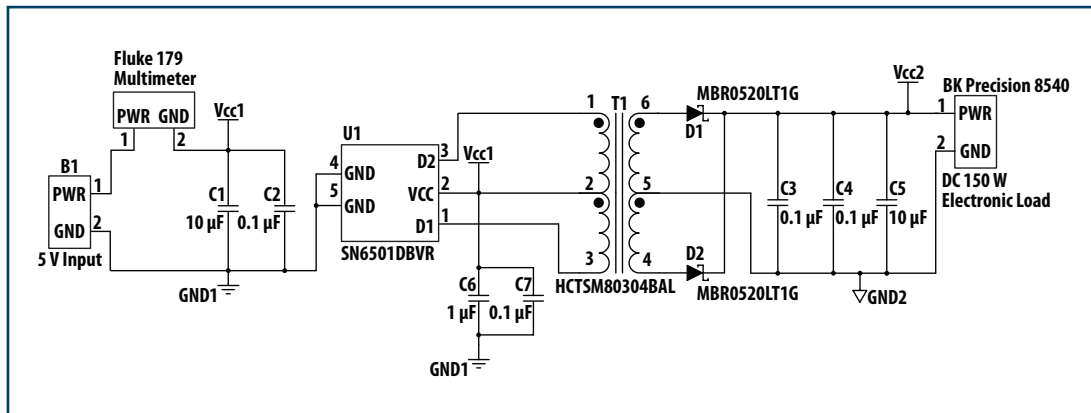 Fluke 179
Multimeter
PWR GND
1
2
Vcc1
B1
PWR
1
GND
2
5 V Input
C1
10 µF
C2
0.1 µF
GND1
U1
4
GND
5
GND
D2
3
VCC
2
D1
1
SN6501DBVR
Vcc1
C6
1 µF
C7
0.1 µF
GND1
1
T1
6
2
5
3
4
HCTSM80304BAL
MBR0520LT1G
D1
D2
MBR0520LT1G
C3
0.1 µF
C4
0.1 µF
C5
10 µF
Vcc2
GND2
BK Precision 8540
1
PWR
2
GND
DC 150 W
Electronic Load